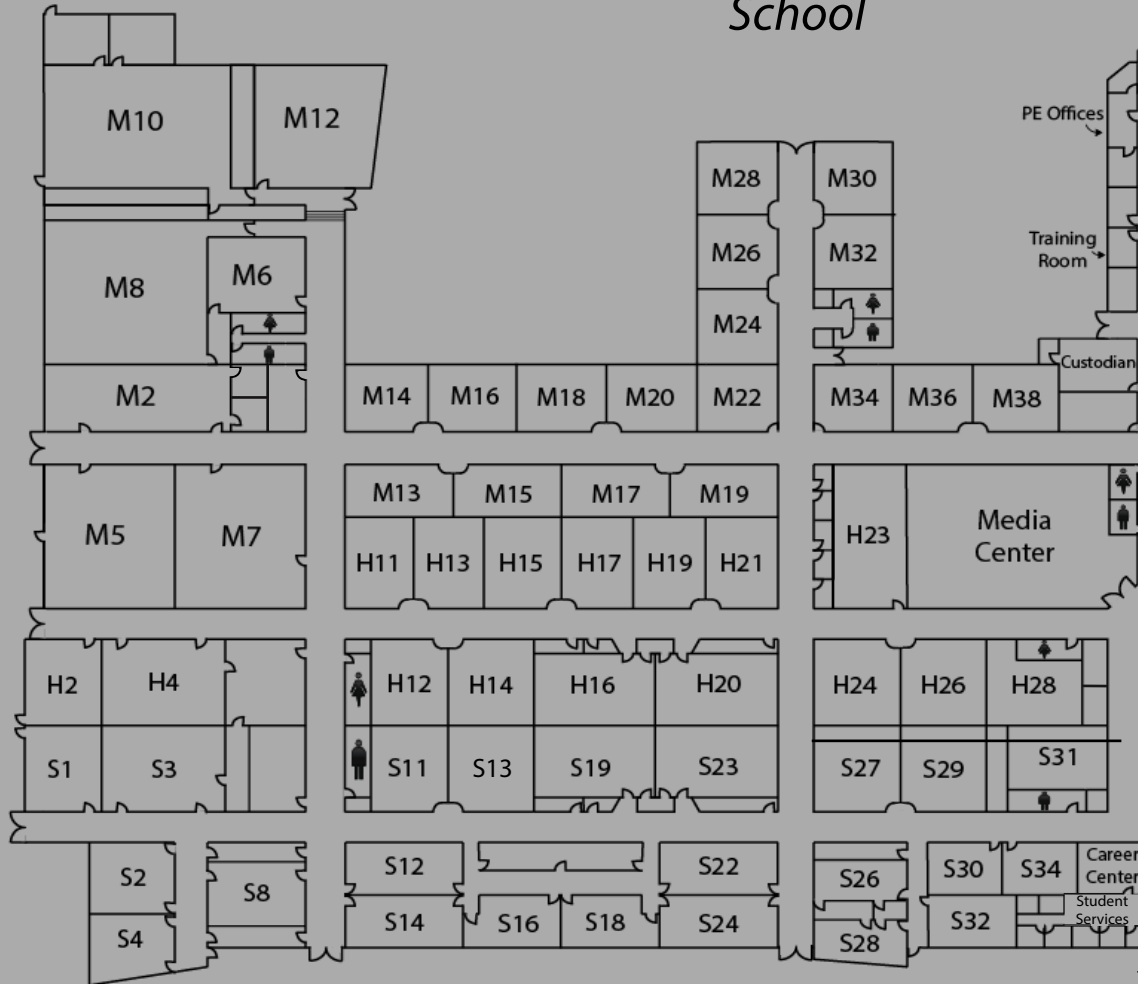 School
M10
M12
PE Offices
M28
M30
M26
M32
Training
Room
M8
M6
M24
Custodian
M2
M14
M16
M18
M20
M22
M34
M36
M38
M13
M15
M17
M19
M5
M7
H11
H13
H15
H17
H19
H21
H23
Media
Center
H2
H4
H12
H14
H16
H20
H24
H26
H28
S1
S3
S11
S13
S19
S23
S27
S29
S31
S2
S8
S12
S22
S26
S30
S34
Career
Center
S4
S14
S16
S18
S24
S28
S32
Student
Services